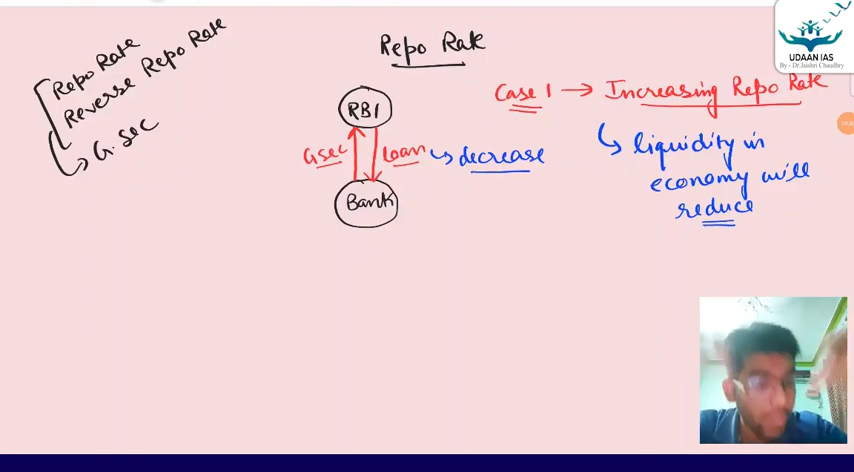 Repo Rate
Reverse Repo Rate
G. Sec
Repo Rate
RBI
Gsec
loan
decrease
Bank
Case 1 → Increasing Repo Rate
liquidity in
economy will
reduce
UDAAN IAS
By - Dr.Janhri Chaudhry